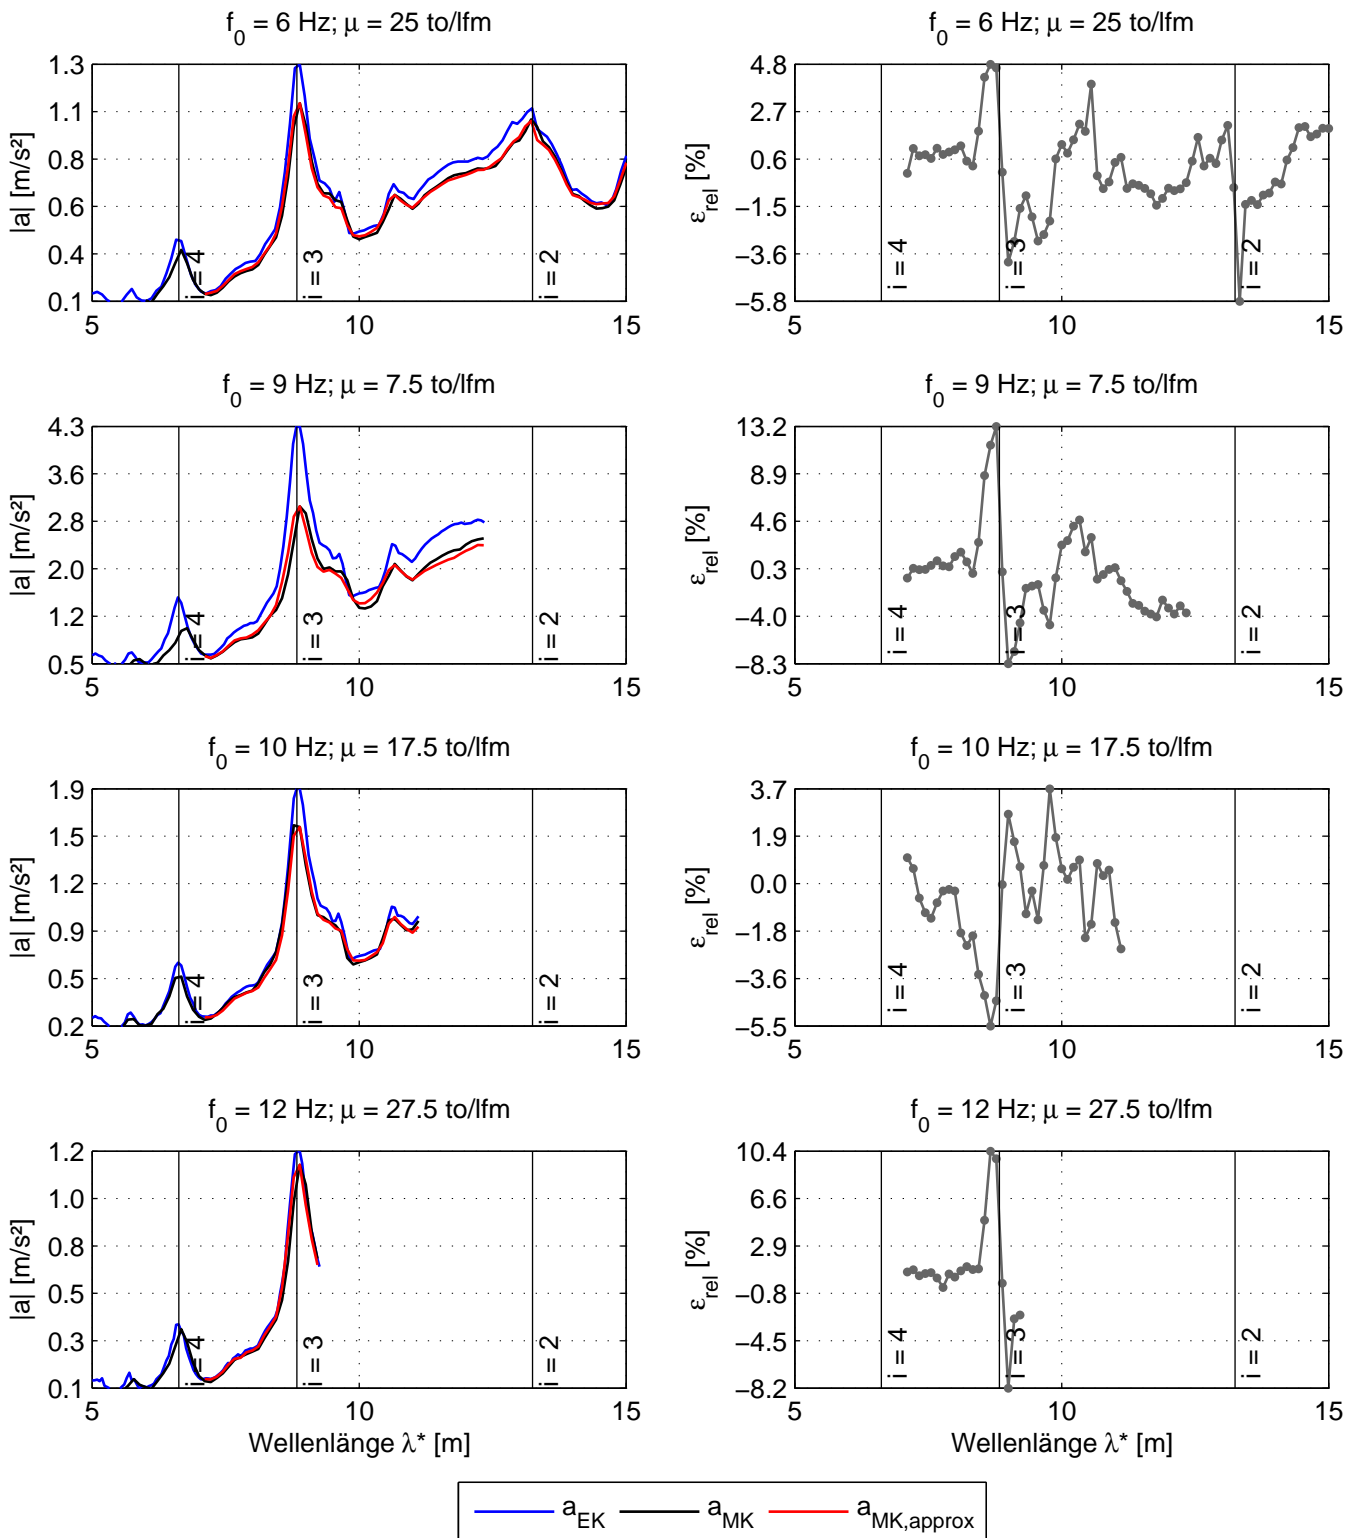 f0 = 6 Hz; μ = 25 to/lfm
f0 = 6 Hz; μ = 25 to/lfm
|a| [m/s²]
1.3
1.1
0.8
0.6
0.4
0.1
i = 4
i = 3
i = 2
5 10 15
εrel [%]
4.8
2.7
0.6
−1.5
−3.6
−5.8
i = 4
i = 3
i = 2
5 10 15
f0 = 9 Hz; μ = 7.5 to/lfm
f0 = 9 Hz; μ = 7.5 to/lfm
|a| [m/s²]
4.3
3.6
2.8
2.0
1.2
0.5
i = 4
i = 3
i = 2
5 10 15
εrel [%]
13.2
8.9
4.6
0.3
−4.0
−8.3
i = 4
i = 3
i = 2
5 10 15
f0 = 10 Hz; μ = 17.5 to/lfm
f0 = 10 Hz; μ = 17.5 to/lfm
|a| [m/s²]
1.9
1.5
1.2
0.9
0.5
0.2
i = 4
i = 3
i = 2
5 10 15
εrel [%]
3.7
1.9
0.0
−1.8
−3.6
−5.5
i = 4
i = 3
i = 2
5 10 15
f0 = 12 Hz; μ = 27.5 to/lfm
f0 = 12 Hz; μ = 27.5 to/lfm
|a| [m/s²]
1.2
1.0
0.8
0.5
0.3
0.1
i = 4
i = 3
i = 2
5 10 15
Wellenlänge λ* [m]
εrel [%]
10.4
6.6
2.9
−0.8
−4.5
−8.2
i = 4
i = 3
i = 2
5 10 15
Wellenlänge λ* [m]
aEK aMK aMK,approx